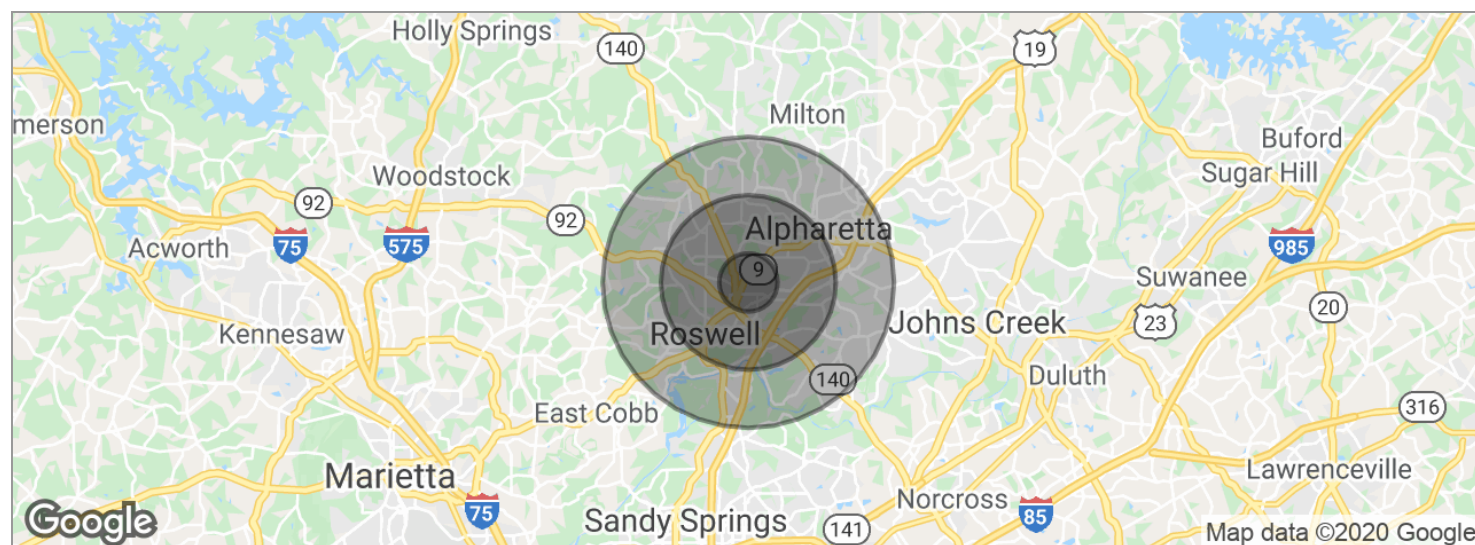 Holly Springs
140
19
Milton
merson
Buford
Sugar Hill
Woodstock
92
92
Alpharetta
Acworth
75
575
985
9
Suwanee
20
Kennesaw
Roswell
Johns Creek
23
140
Duluth
East Cobb
316
Marietta
Lawrenceville
Norcross
75
85
Google
Sandy Springs
141
Map data ©2020 Google